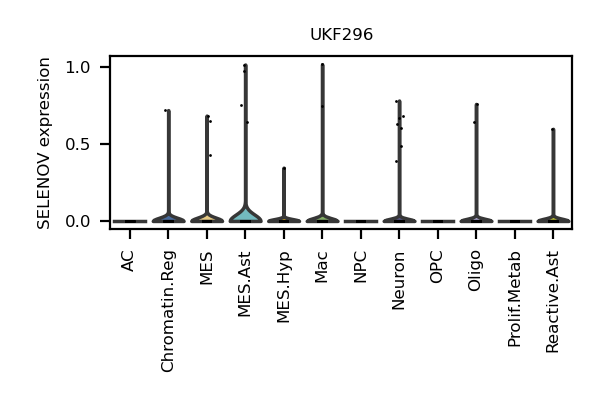 UKF296
SELENOV expression
1.0
0.5
0.0
AC
Chromatin.Reg
MES
MES.Ast
MES.Hyp
Mac
NPC
Neuron
OPC
Oligo
Prolif.Metab
Reactive.Ast